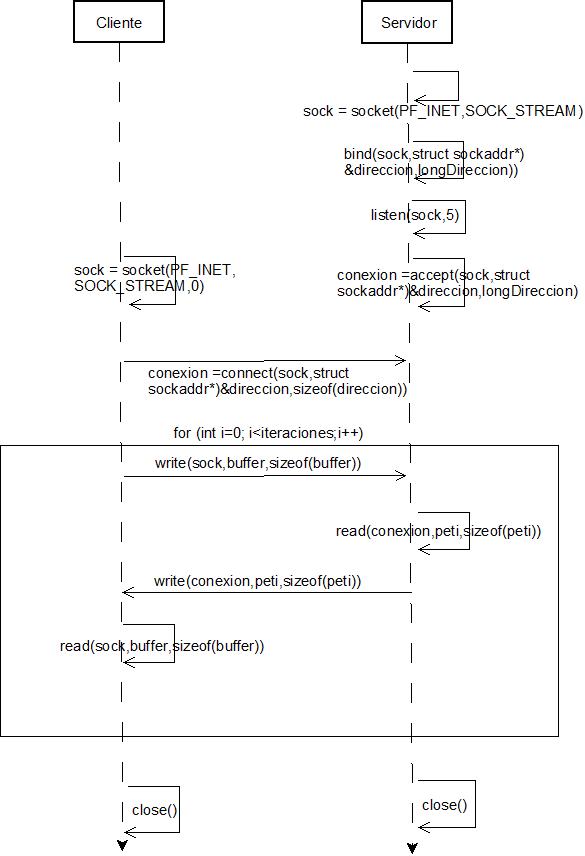 Cliente
Servidor
sock = socket(PF_INET,SOCK_STREAM)
bind(sock,struct sockaddr*)
&direccion,longDireccion))
listen(sock,5)
sock = socket(PF_INET,
SOCK_STREAM,0)
conexion =accept(sock,struct
sockaddr*)&direccion,longDireccion)
conexion =connect(sock,struct
sockaddr*)&direccion,sizeof(direccion))
for (int i=0; i<iteraciones;i++)
write(sock,buffer,sizeof(buffer))
read(conexion,peti,sizeof(peti))
write(conexion,peti,sizeof(peti))
read(sock,buffer,sizeof(buffer))
close()
close()